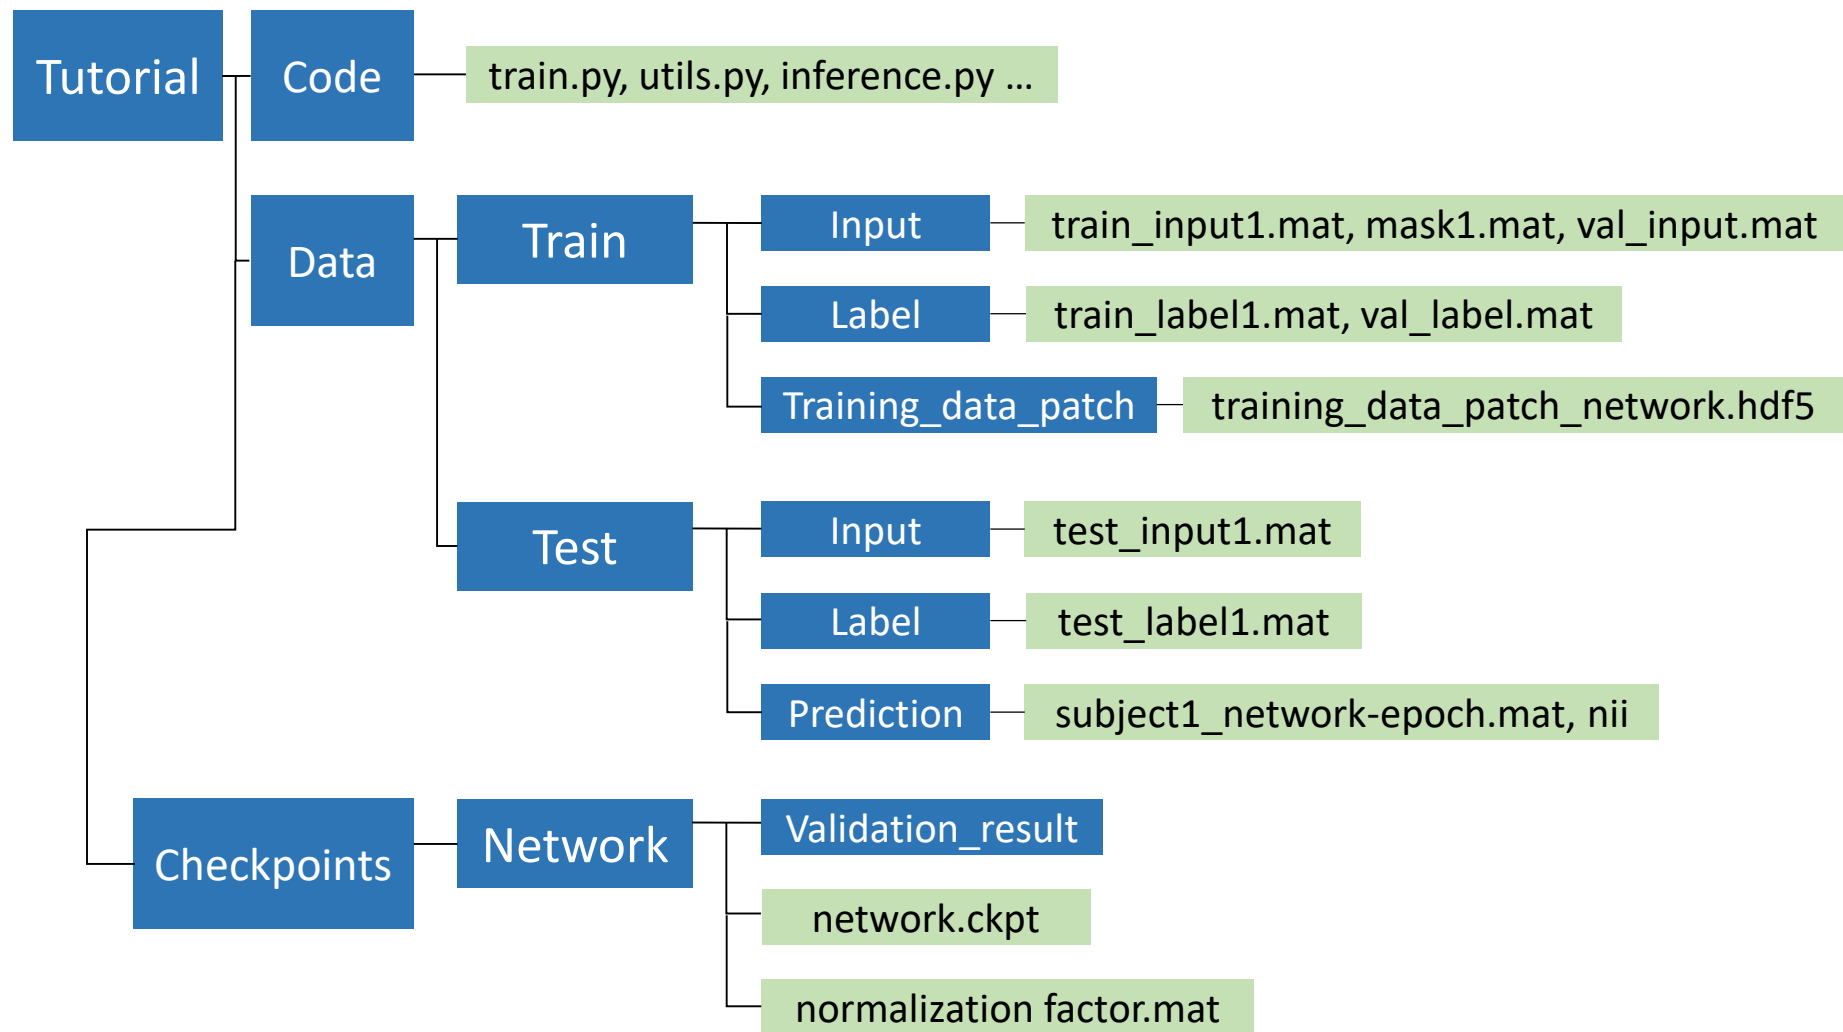 Tutorial
Code
train.py, utils.py, inference.py ...
Data
Train
Input
train_input1.mat, mask1.mat, val_input.mat
Label
train_label1.mat, val_label.mat
Training_data_patch
training_data_patch_network.hdf5
Test
Input
test_input1.mat
Label
test_label1.mat
Prediction
subject1_network-epoch.mat, nii
Checkpoints
Network
Validation_result
network.ckpt
normalization factor.mat